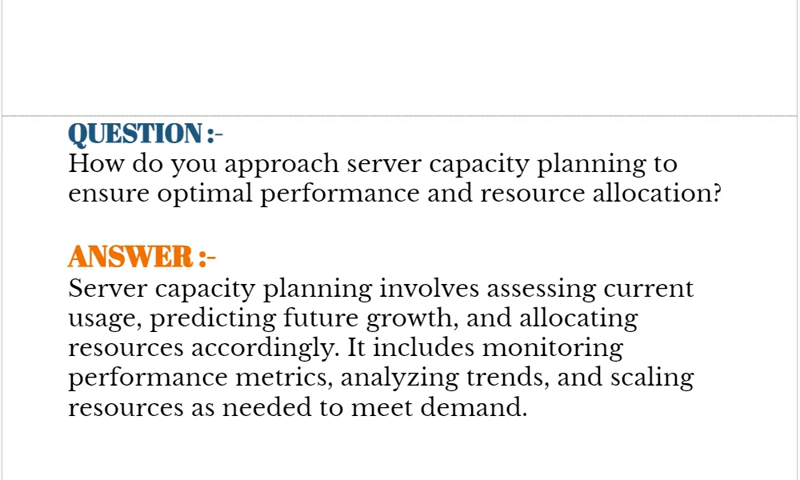 QUESTION :-
How do you approach server capacity planning to
ensure optimal performance and resource allocation?
ANSWER :-
Server capacity planning involves assessing current
usage, predicting future growth, and allocating
resources accordingly. It includes monitoring
performance metrics, analyzing trends, and scaling
resources as needed to meet demand.